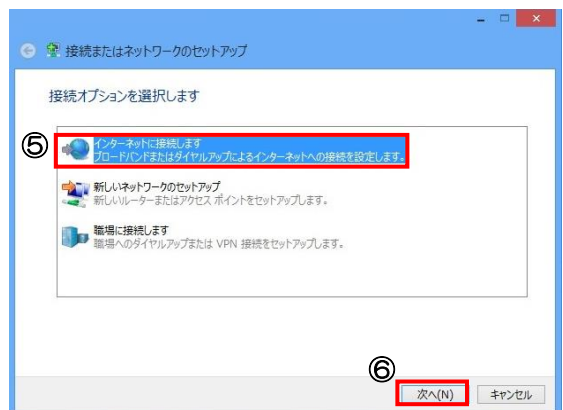 接続またはネットワークのセットアップ
接続オプションを選択します
⑤
インターネットに接続します
ブロードバンドまたはダイヤルアップによるインターネットへの接続を設定します。
新しいネットワークのセットアップ
新しいルーターまたはアクセス ポイントをセットアップします。
職場に接続します
職場へのダイヤルアップまたは VPN 接続をセットアップします。
⑥
次へ(N)
キャンセル